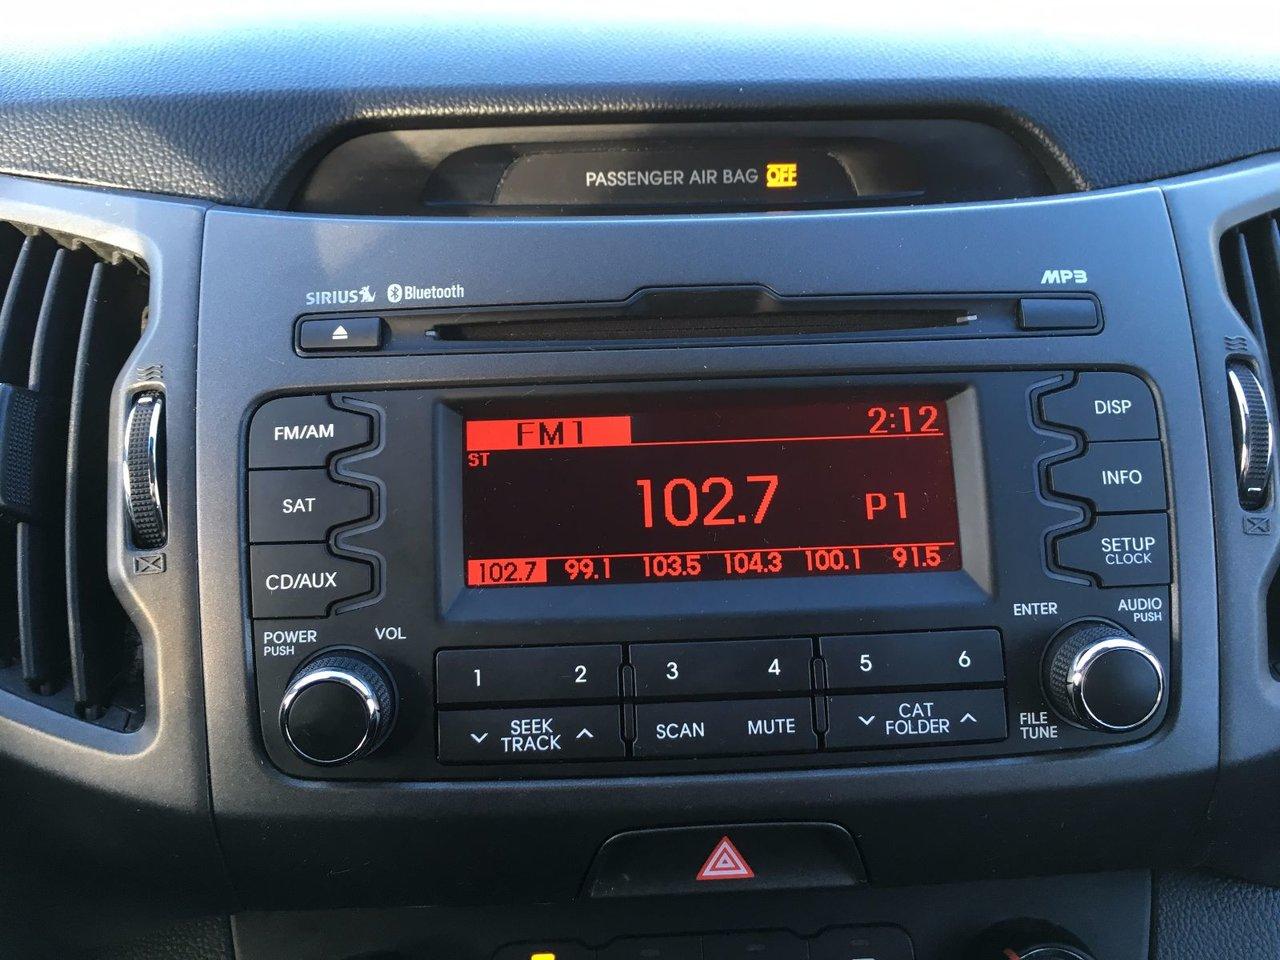 PASSENGER AIR BAG OFF
SIRIUS Bluetooth
MP3
FM/AM
SAT
CD/AUX
FM1 2:12
ST
102.7 P1
102.7 99.1 103.5 104.3 100.1 91.5
DISP
INFO
SETUP
CLOCK
POWER
PUSH
VOL
ENTER
AUDIO
PUSH
1 2 3 4 5 6
SEEK
TRACK
SCAN MUTE
CAT
FOLDER
FILE
TUNE